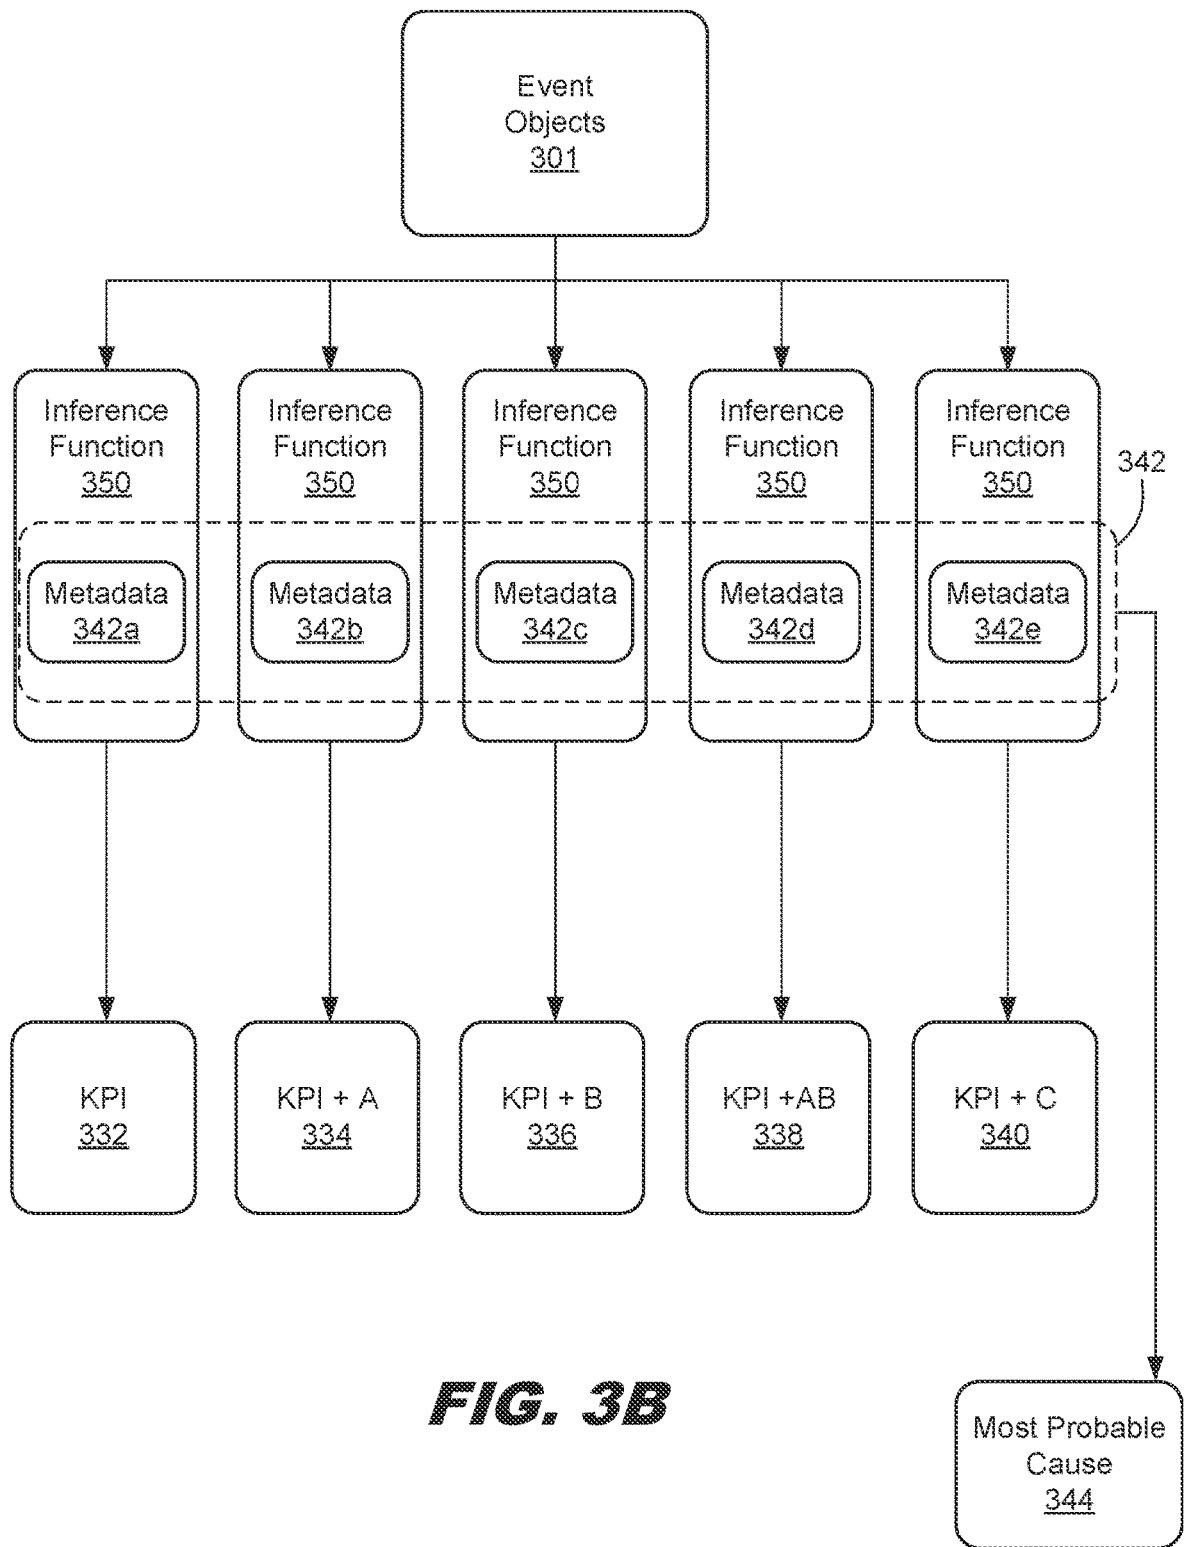 Event
Objects
301
Inference
Function
350
Inference
Function
350
Inference
Function
350
Inference
Function
350
Inference
Function
350
342
Metadata
342a
Metadata
342b
Metadata
342c
Metadata
342d
Metadata
342e
KPI
332
KPI + A
334
KPI + B
336
KPI +AB
338
KPI + C
340
FIG. 3B
Most Probable
Cause
344